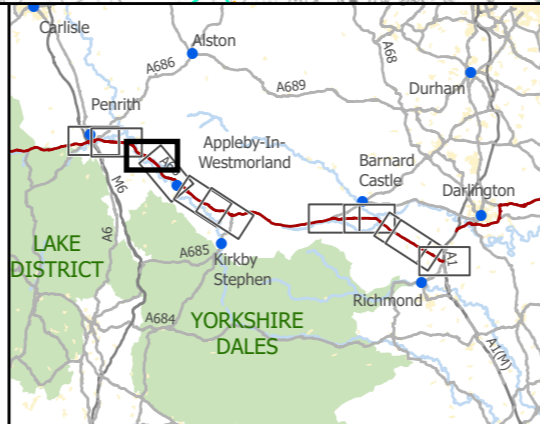 Carlisle
Alston
A68
A686
A689
Durham
Penrith
Appleby-In-
Westmorland
Barnard
Castle
Darlington
M6
A6
LAKE
DISTRICT
A685
Kirkby
Stephen
A1
Richmond
A684
YORKSHIRE
DALES
A1(M)